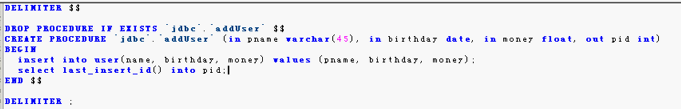 DELIMITER $$
DROP PROCEDURE IF EXISTS `jdbc`.`addUser` $$
CREATE PROCEDURE `jdbc`.`addUser` (in pname varchar(45), in birthday date, in money float, out pid int)
BEGIN
insert into user(name, birthday, money) values (pname, birthday, money);
select last_insert_id() into pid;
END $$
DELIMITER ;